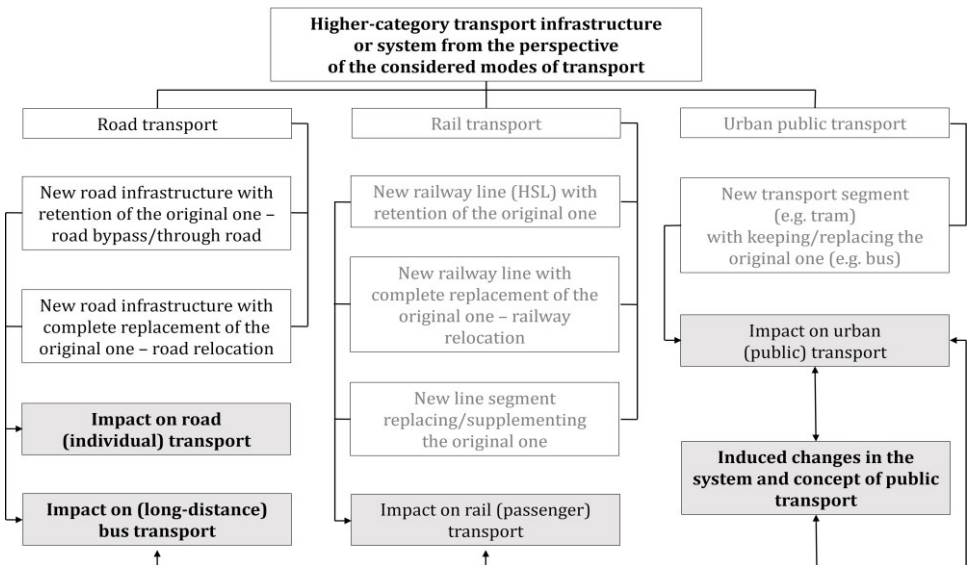 Higher-category transport infrastructure
or system from the perspective
of the considered modes of transport
Road transport
New road infrastructure with
retention of the original one –
road bypass/through road
New road infrastructure with
complete replacement of the
original one – road relocation
Impact on road
(individual) transport
Impact on (long-distance)
bus transport
Rail transport
New railway line (HSL) with
retention of the original one
New railway line with
complete replacement of the
original one – railway
relocation
New line segment
replacing/supplementing
the original one
Impact on rail (passenger)
transport
Urban public transport
New transport segment
(e.g. tram)
with keeping/replacing the
original one (e.g. bus)
Impact on urban
(public) transport
Induced changes in the
system and concept of public
transport